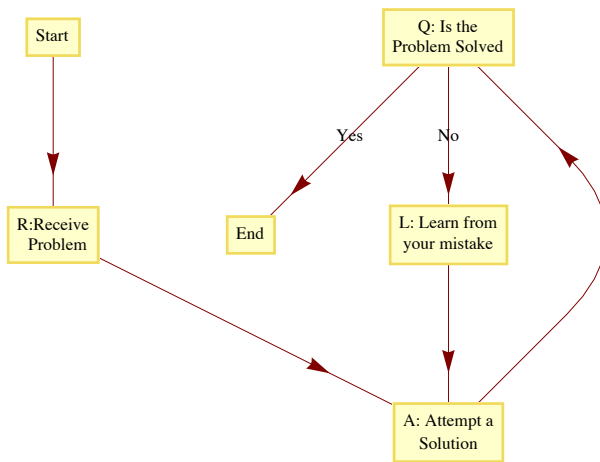 Start
Q: Is the
Problem Solved
Yes
No
R:Receive
Problem
End
L: Learn from
your mistake
A: Attempt a
Solution